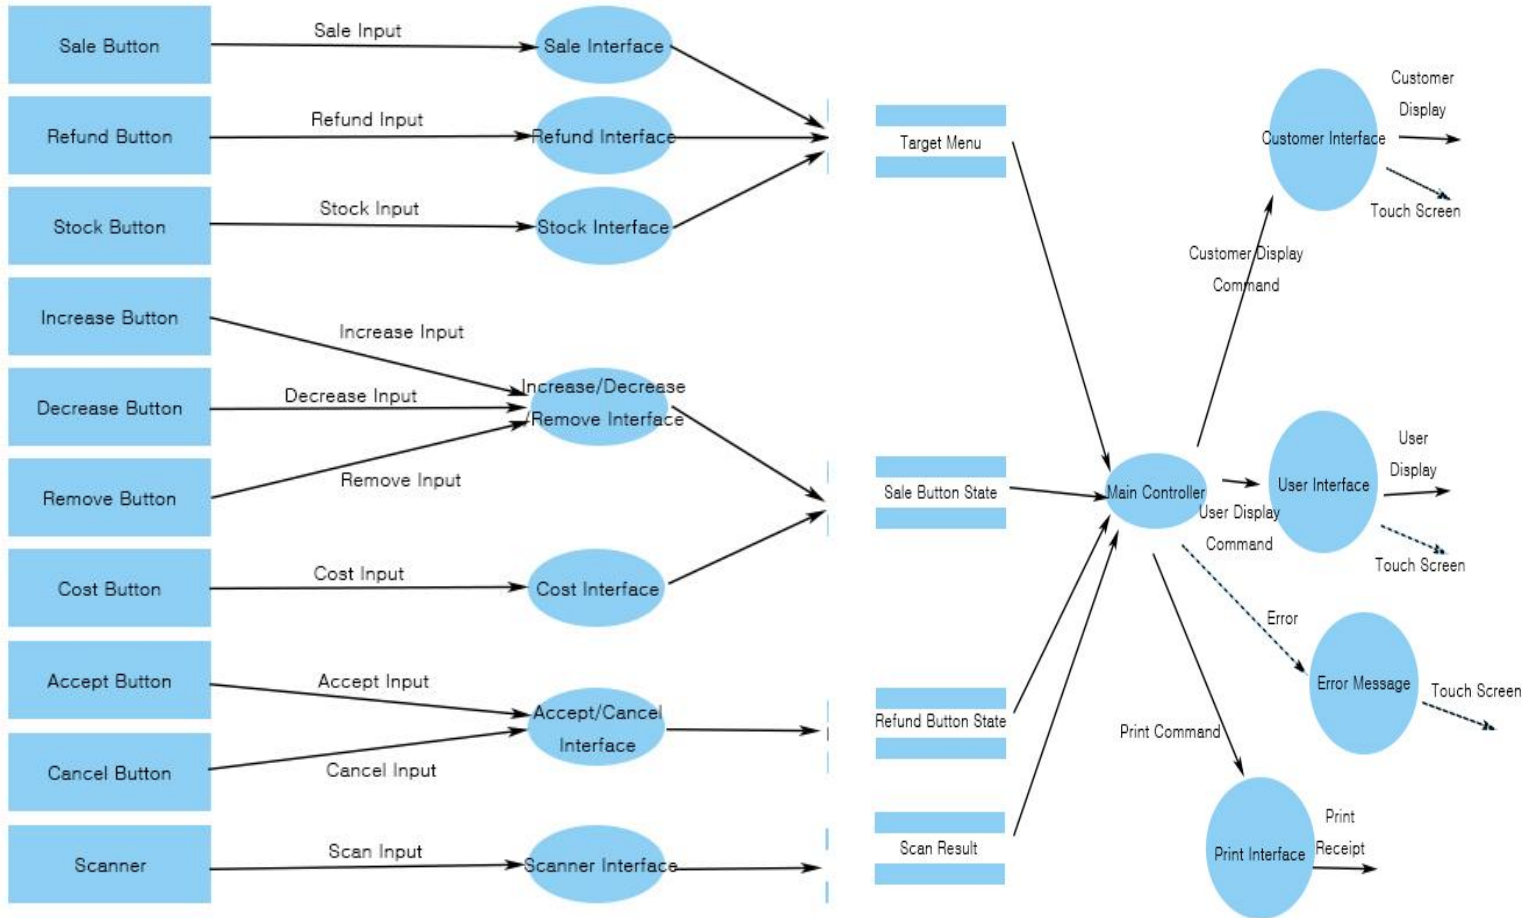 Sale Button
Sale Input
Sale Interface
Refund Button
Refund Input
Refund Interface
Stock Button
Stock Input
Stock Interface
Increase Button
Increase Input
Decrease Button
Decrease Input
Increase/Decrease
/Remove Interface
Remove Button
Remove Input
Cost Button
Cost Input
Cost Interface
Accept Button
Accept Input
Accept/Cancel
Interface
Cancel Button
Cancel Input
Scanner
Scan Input
Scanner Interface
Target Menu
Sale Button State
Refund Button State
Scan Result
Main Controller
Customer Display
Command
Customer Interface
Customer
Display
Touch Screen
User Display
Command
User Interface
User
Display
Touch Screen
Error
Error Message
Touch Screen
Print Command
Print Interface
Print
Receipt